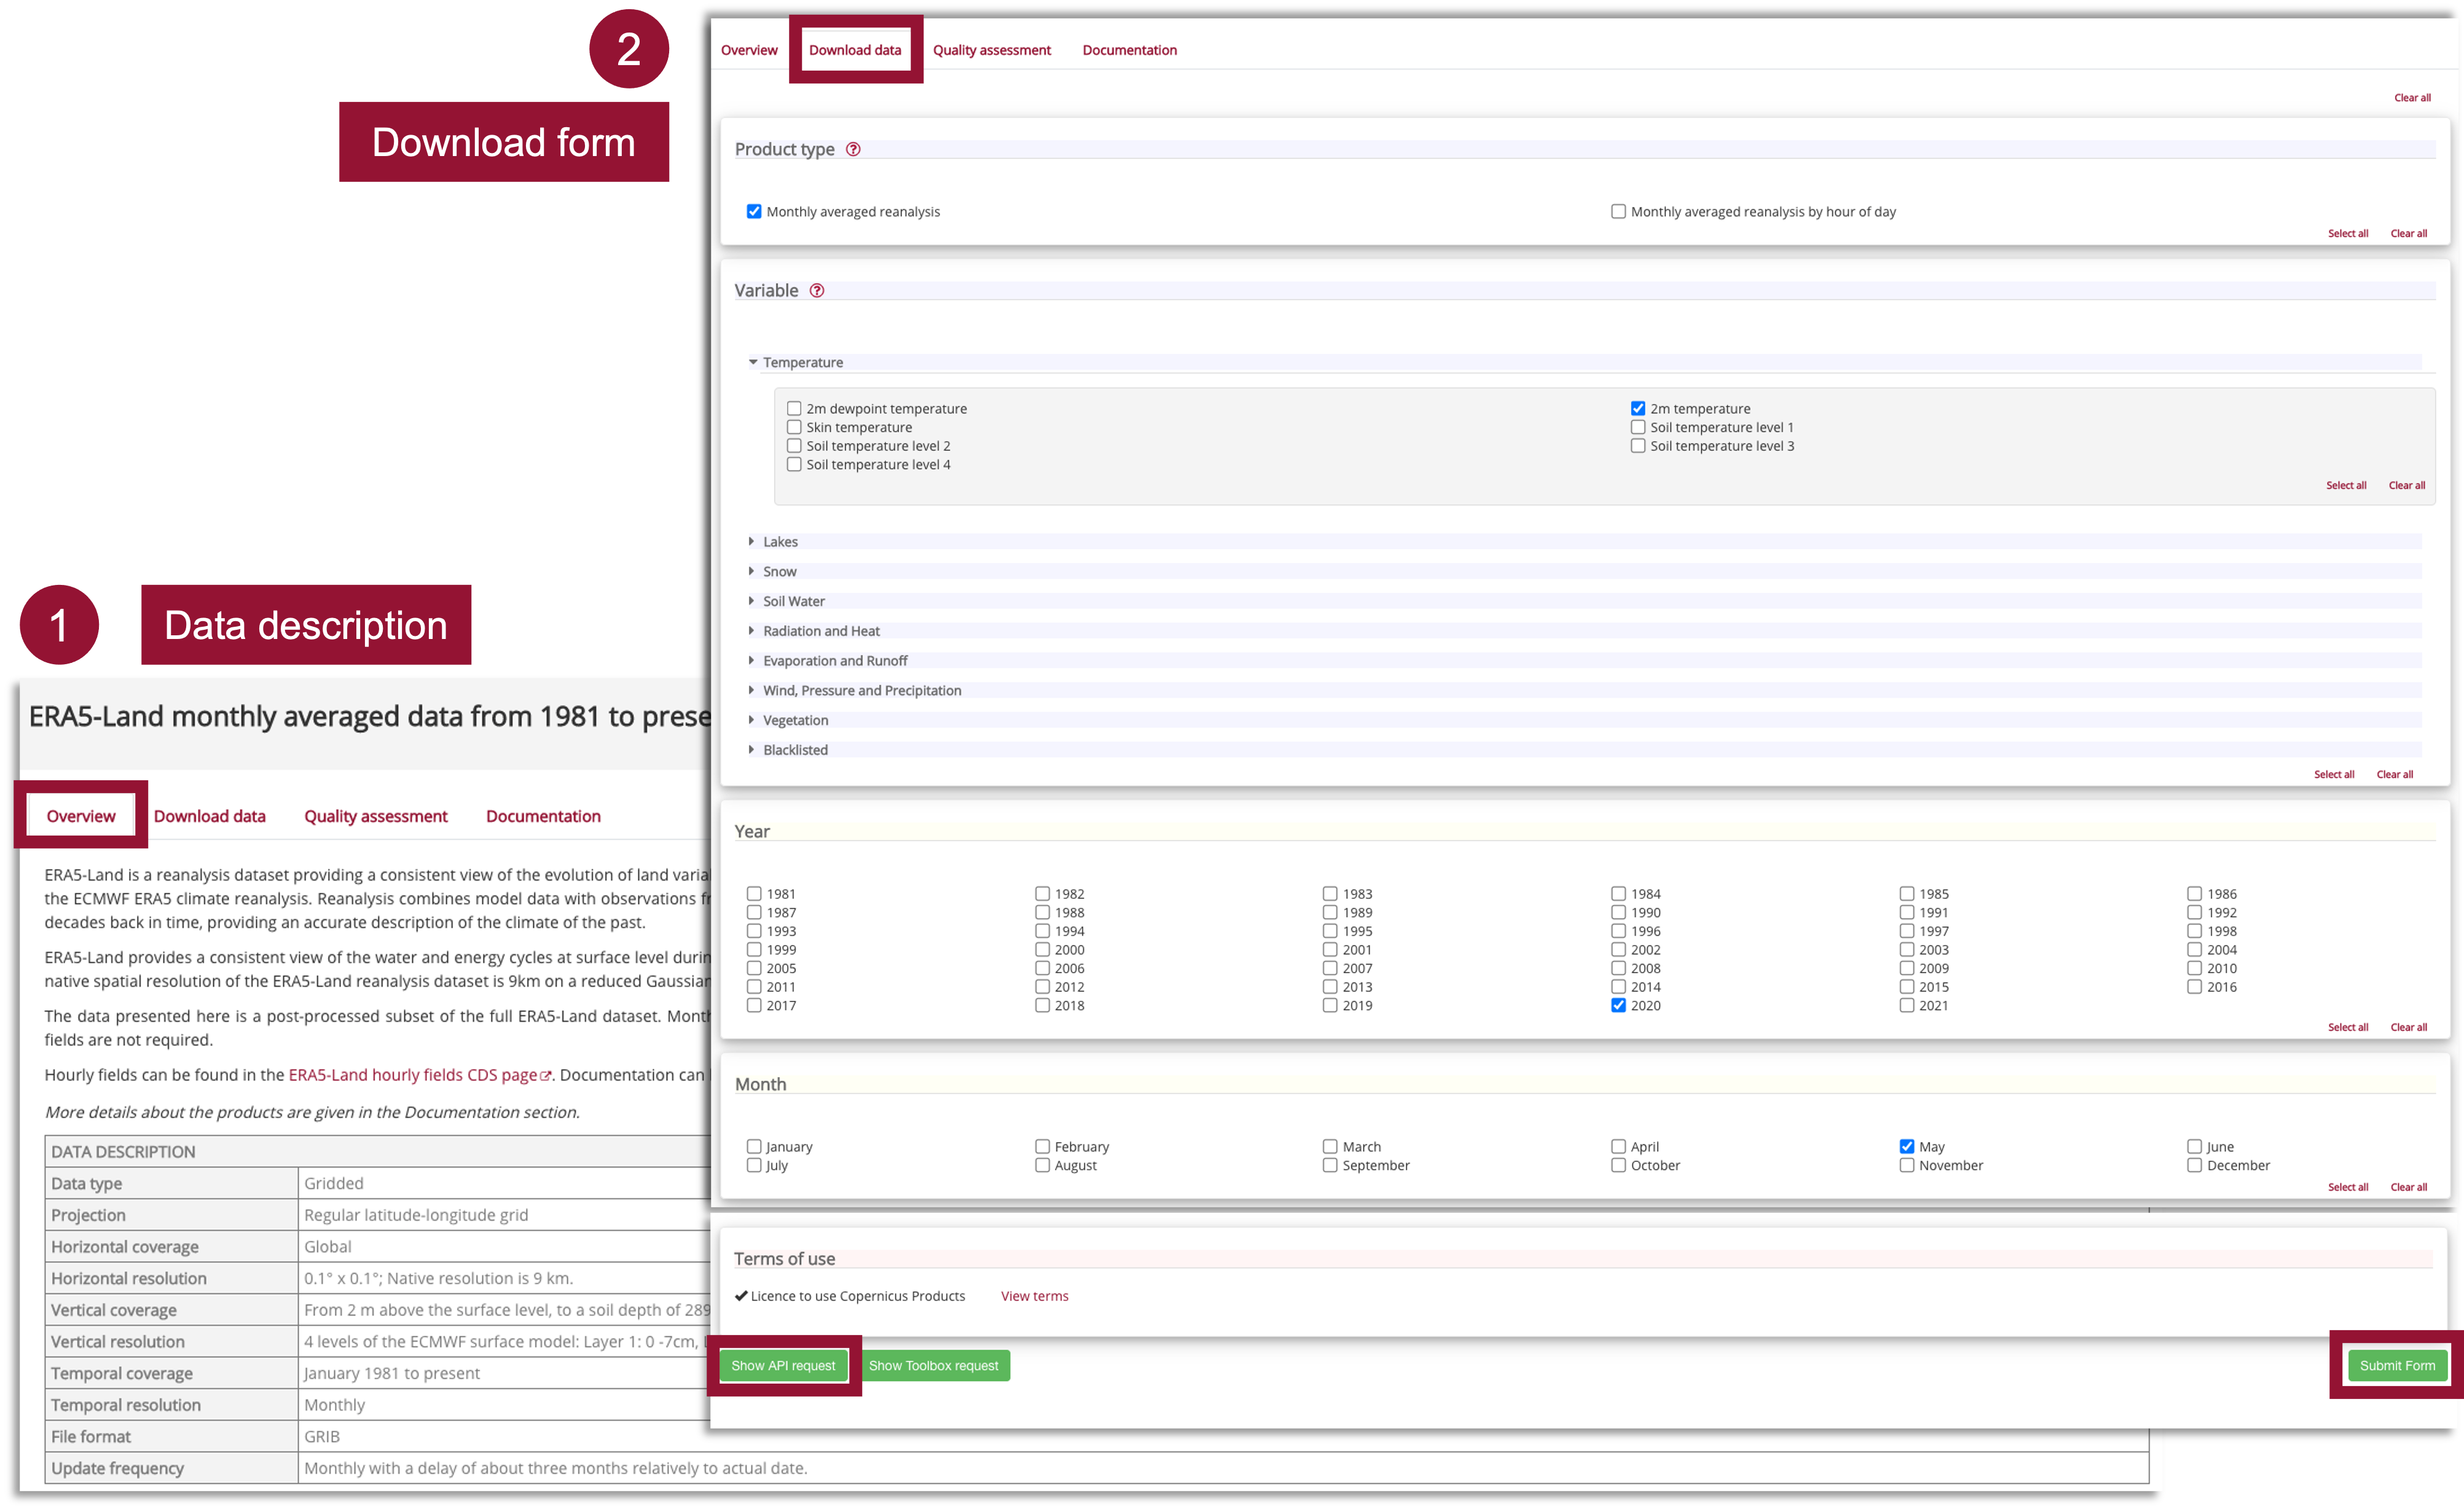 2
Download form
Overview Download data Quality assessment Documentation
Clear all
Product type ?
Monthly averaged reanalysis Monthly averaged reanalysis by hour of day
Select all Clear all
Variable ?
Temperature
2m dewpoint temperature 2m temperature
Skin temperature Soil temperature level 1
Soil temperature level 2 Soil temperature level 3
Soil temperature level 4
Select all Clear all
Lakes
Snow
Soil Water
Radiation and Heat
Evaporation and Runoff
Wind, Pressure and Precipitation
Vegetation
Blacklisted
Select all Clear all
Year
1981 1982 1983 1984 1985 1986
1987 1988 1989 1990 1991 1992
1993 1994 1995 1996 1997 1998
1999 2000 2001 2002 2003 2004
2005 2006 2007 2008 2009 2010
2011 2012 2013 2014 2015 2016
2017 2018 2019 2020 2021
Select all Clear all
Month
January February March April May June
July August September October November December
Select all Clear all
Terms of use
Licence to use Copernicus Products View terms
Show API request Show Toolbox request Submit Form
1
Data description
ERA5-Land monthly averaged data from 1981 to prese
Overview Download data Quality assessment Documentation
ERA5-Land is a reanalysis dataset providing a consistent view of the evolution of land varia
the ECMWF ERA5 climate reanalysis. Reanalysis combines model data with observations f
decades back in time, providing an accurate description of the climate of the past.
ERA5-Land provides a consistent view of the water and energy cycles at surface level durin
native spatial resolution of the ERA5-Land reanalysis dataset is 9km on a reduced Gaussian
The data presented here is a post-processed subset of the full ERA5-Land dataset. Month
fields are not required.
Hourly fields can be found in the ERA5-Land hourly fields CDS page. Documentation can
More details about the products are given in the Documentation section.
DATA DESCRIPTION
Data type Gridded
Projection Regular latitude-longitude grid
Horizontal coverage Global
Horizontal resolution 0.1° x 0.1°; Native resolution is 9 km.
Vertical coverage From 2 m above the surface level, to a soil depth of 289
Vertical resolution 4 levels of the ECMWF surface model: Layer 1: 0 -7cm,
Temporal coverage January 1981 to present
Temporal resolution Monthly
File format GRIB
Update frequency Monthly with a delay of about three months relatively to actual date.